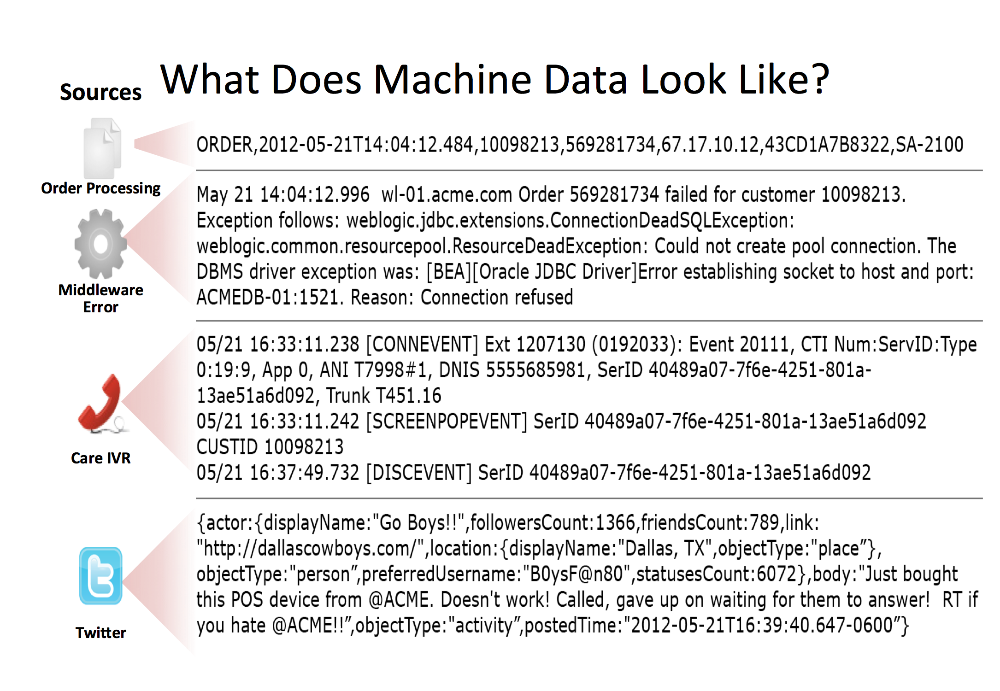 What Does Machine Data Look Like?
Sources
Order Processing
ORDER,2012-05-21T14:04:12.484,10098213,569281734,67.17.10.12,43CD1A7B8322,SA-2100
Middleware
Error
May 21 14:04:12.996  wl-01.acme.com Order 569281734 failed for customer 10098213.
Exception follows: weblogic.jdbc.extensions.ConnectionDeadSQLException:
weblogic.common.resourcepool.ResourceDeadException: Could not create pool connection. The
DBMS driver exception was: [BEA][Oracle JDBC Driver]Error establishing socket to host and port:
ACMEDB-01:1521. Reason: Connection refused
Care IVR
05/21 16:33:11.238 [CONNEVENT] Ext 1207130 (0192033): Event 20111, CTI Num:ServID:Type
0:19:9, App 0, ANI T7998#1, DNIS 5555685981, SerID 40489a07-7f6e-4251-801a-
13ae51a6d092, Trunk T451.16
05/21 16:33:11.242 [SCREENPOPEVENT] SerID 40489a07-7f6e-4251-801a-13ae51a6d092
CUSTID 10098213
05/21 16:37:49.732 [DISCEVENT] SerID 40489a07-7f6e-4251-801a-13ae51a6d092
Twitter
{actor:{displayName:"Go Boys!!",followersCount:1366,friendsCount:789,link:
"http://dallascowboys.com/",location:{displayName:"Dallas, TX",objectType:"place”},
objectType:"person”,preferredUsername:"B0ysF@n80",statusesCount:6072},body:"Just bought
this POS device from @ACME. Doesn't work! Called, gave up on waiting for them to answer!  RT if
you hate @ACME!!”,objectType:"activity”,postedTime:"2012-05-21T16:39:40.647-0600”}